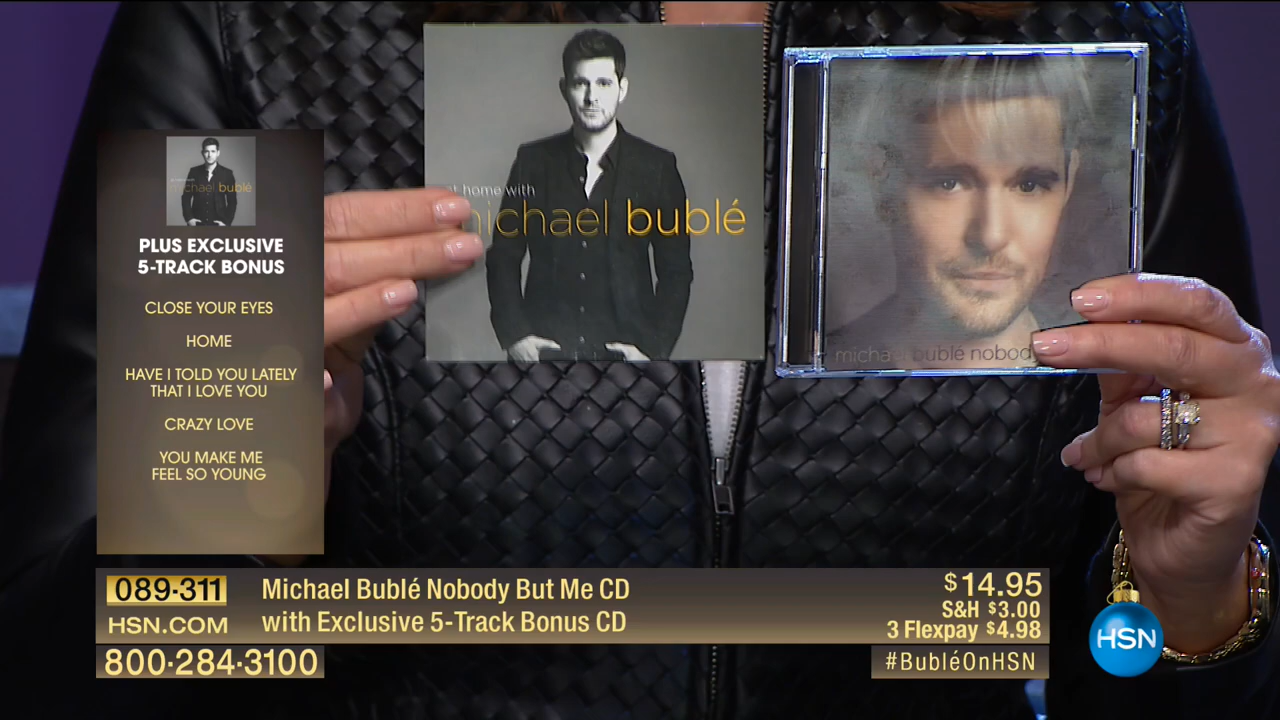 at home with
michael bublé
michael bublé nobod
michael bublé
PLUS EXCLUSIVE
5-TRACK BONUS
CLOSE YOUR EYES
HOME
HAVE I TOLD YOU LATELY
THAT I LOVE YOU
CRAZY LOVE
YOU MAKE ME
FEEL SO YOUNG
089-311
HSN.COM
800-284-3100
Michael Bublé Nobody But Me CD
with Exclusive 5-Track Bonus CD
$14.95
S&H $3.00
3 Flexpay $4.98
#BubléOnHSN
HSN